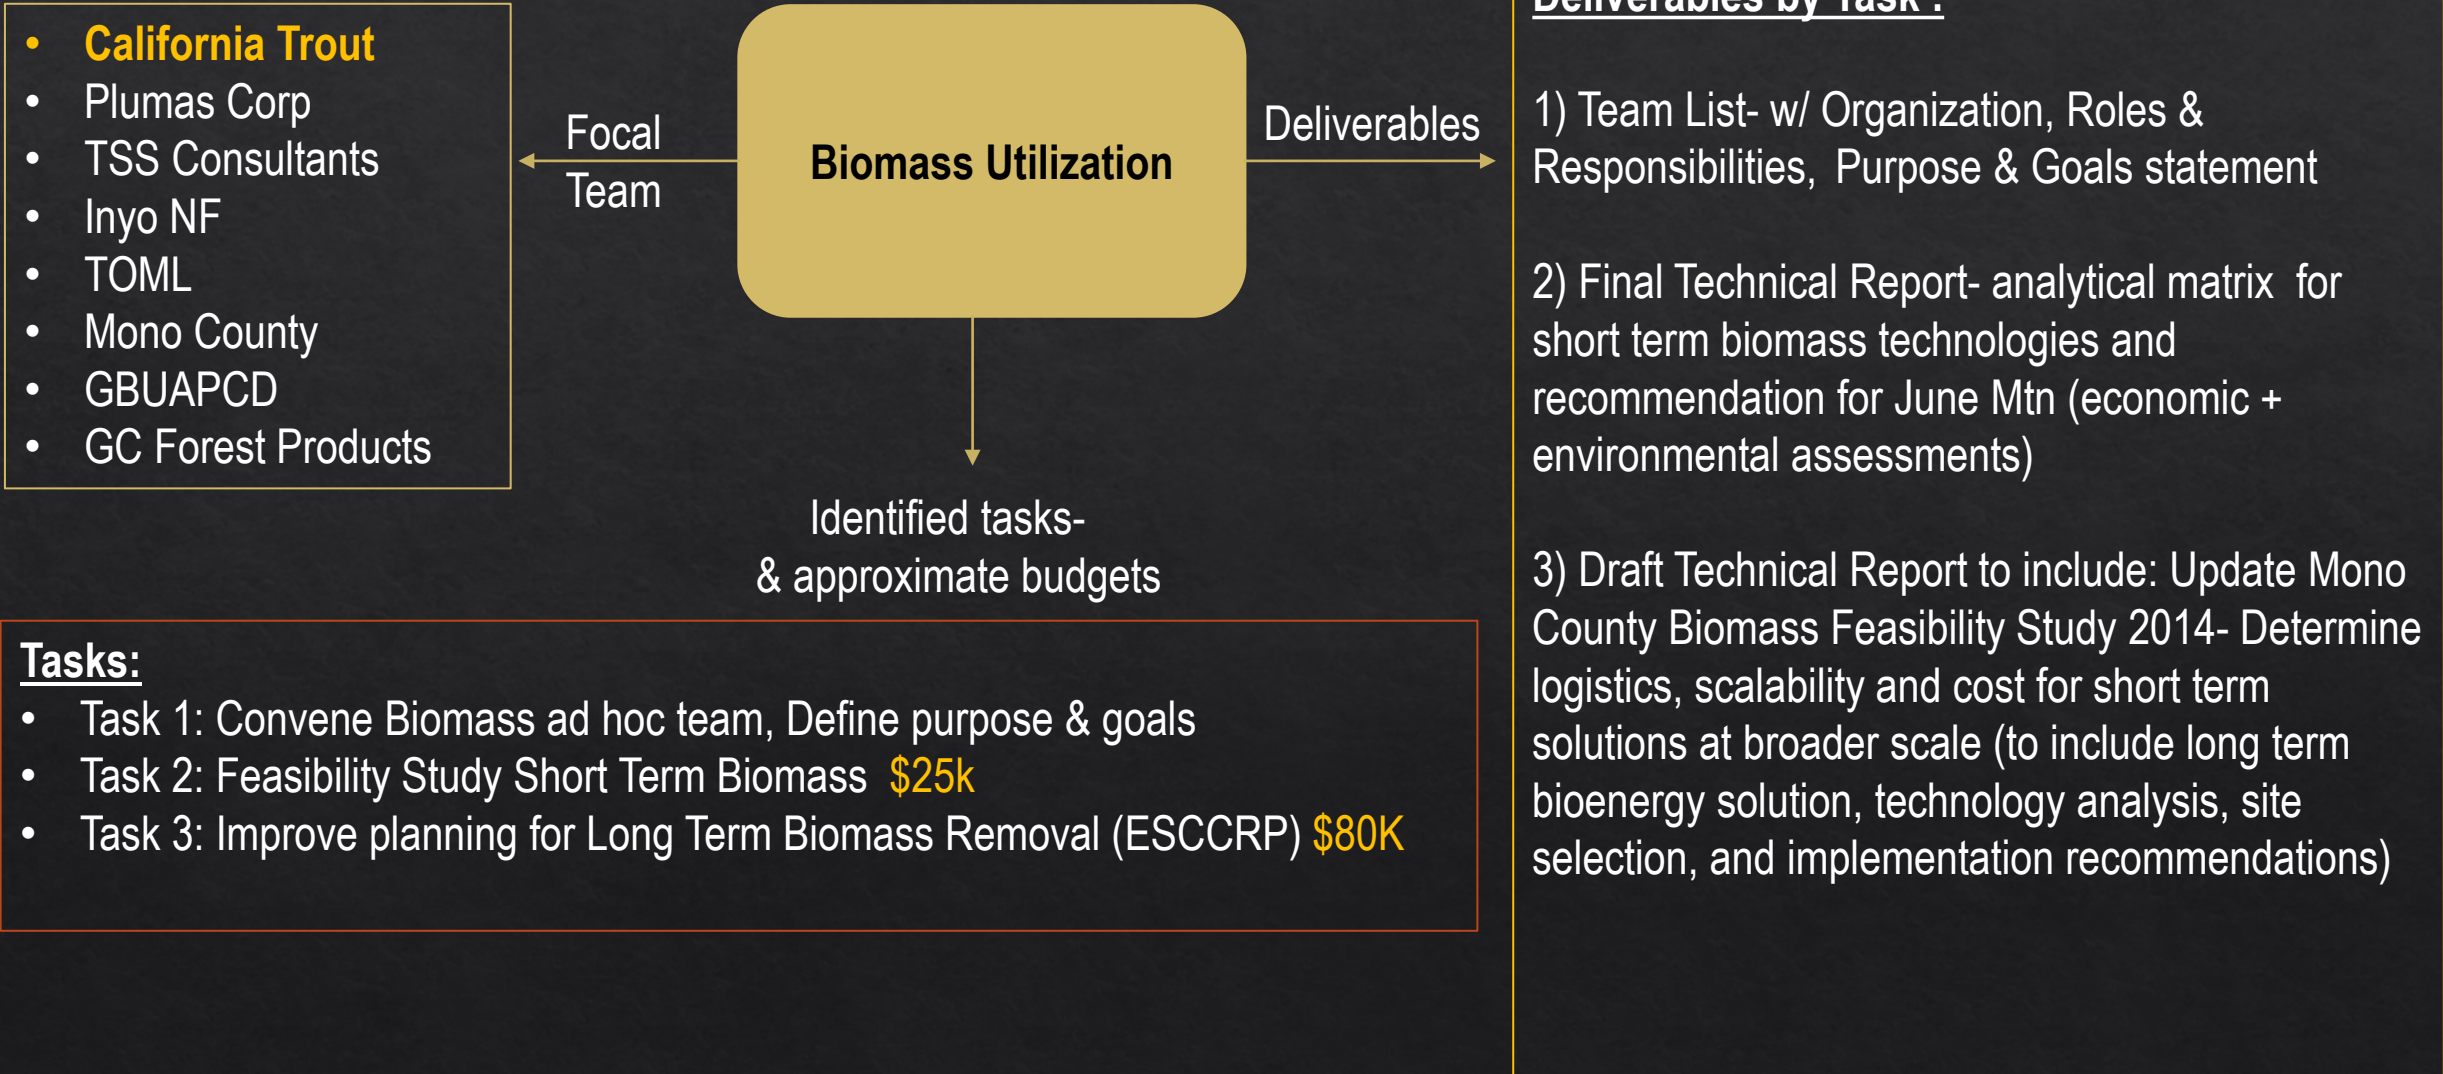 California Trout
Plumas Corp
TSS Consultants
Inyo NF
TOML
Mono County
GBUAPCD
GC Forest Products
Focal
Team
Biomass Utilization
Deliverables
Identified tasks-
& approximate budgets
Tasks:
Task 1: Convene Biomass ad hoc team, Define purpose & goals
Task 2: Feasibility Study Short Term Biomass $25k
Task 3: Improve planning for Long Term Biomass Removal (ESCCRP) $80K
Deliverables by Task :
1) Team List- w/ Organization, Roles &
Responsibilities, Purpose & Goals statement
2) Final Technical Report- analytical matrix for
short term biomass technologies and
recommendation for June Mtn (economic +
environmental assessments)
3) Draft Technical Report to include: Update Mono
County Biomass Feasibility Study 2014- Determine
logistics, scalability and cost for short term
solutions at broader scale (to include long term
bioenergy solution, technology analysis, site
selection, and implementation recommendations)